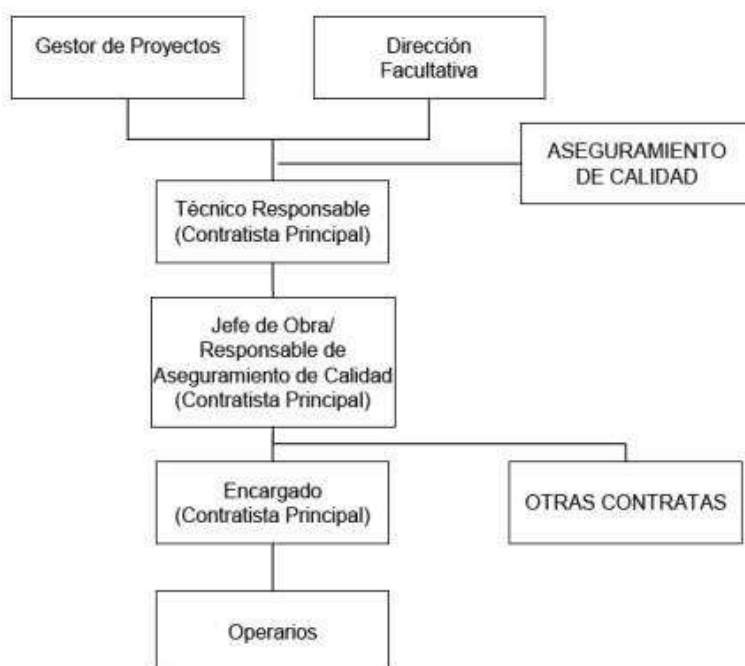 Gestor de Proyectos
Dirección
Facultativa
ASEGURAMIENTO
DE CALIDAD
Técnico Responsable
(Contratista Principal)
Jefe de Obra/
Responsable de
Aseguramiento de Calidad
(Contratista Principal)
Encargado
(Contratista Principal)
OTRAS CONTRATAS
Operarios